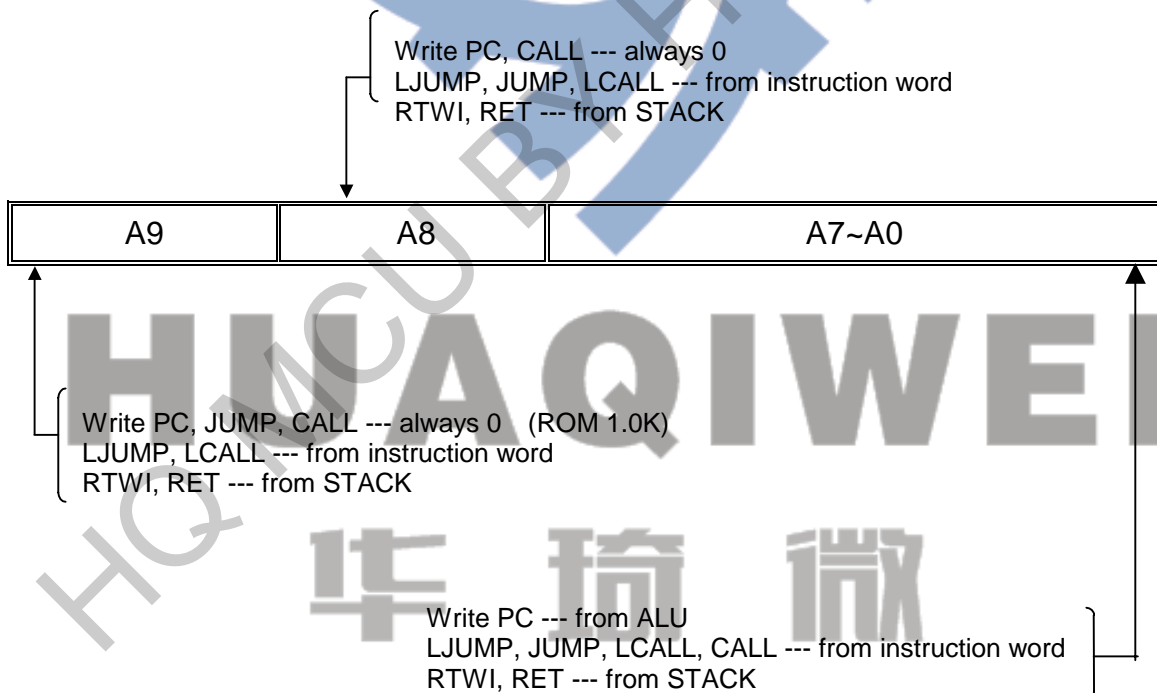 Write PC, CALL --- always 0
LJUMP, JUMP, LCALL --- from instruction word
RTWI, RET --- from STACK
A9 A8 A7~A0
HUAQIWEI
Write PC, JUMP, CALL --- always 0 (ROM 1.0K)
LJUMP, LCALL --- from instruction word
RTWI, RET --- from STACK
华琦微
Write PC --- from ALU
LJUMP, JUMP, LCALL, CALL --- from instruction word
RTWI, RET --- from STACK
HQ MCU BY